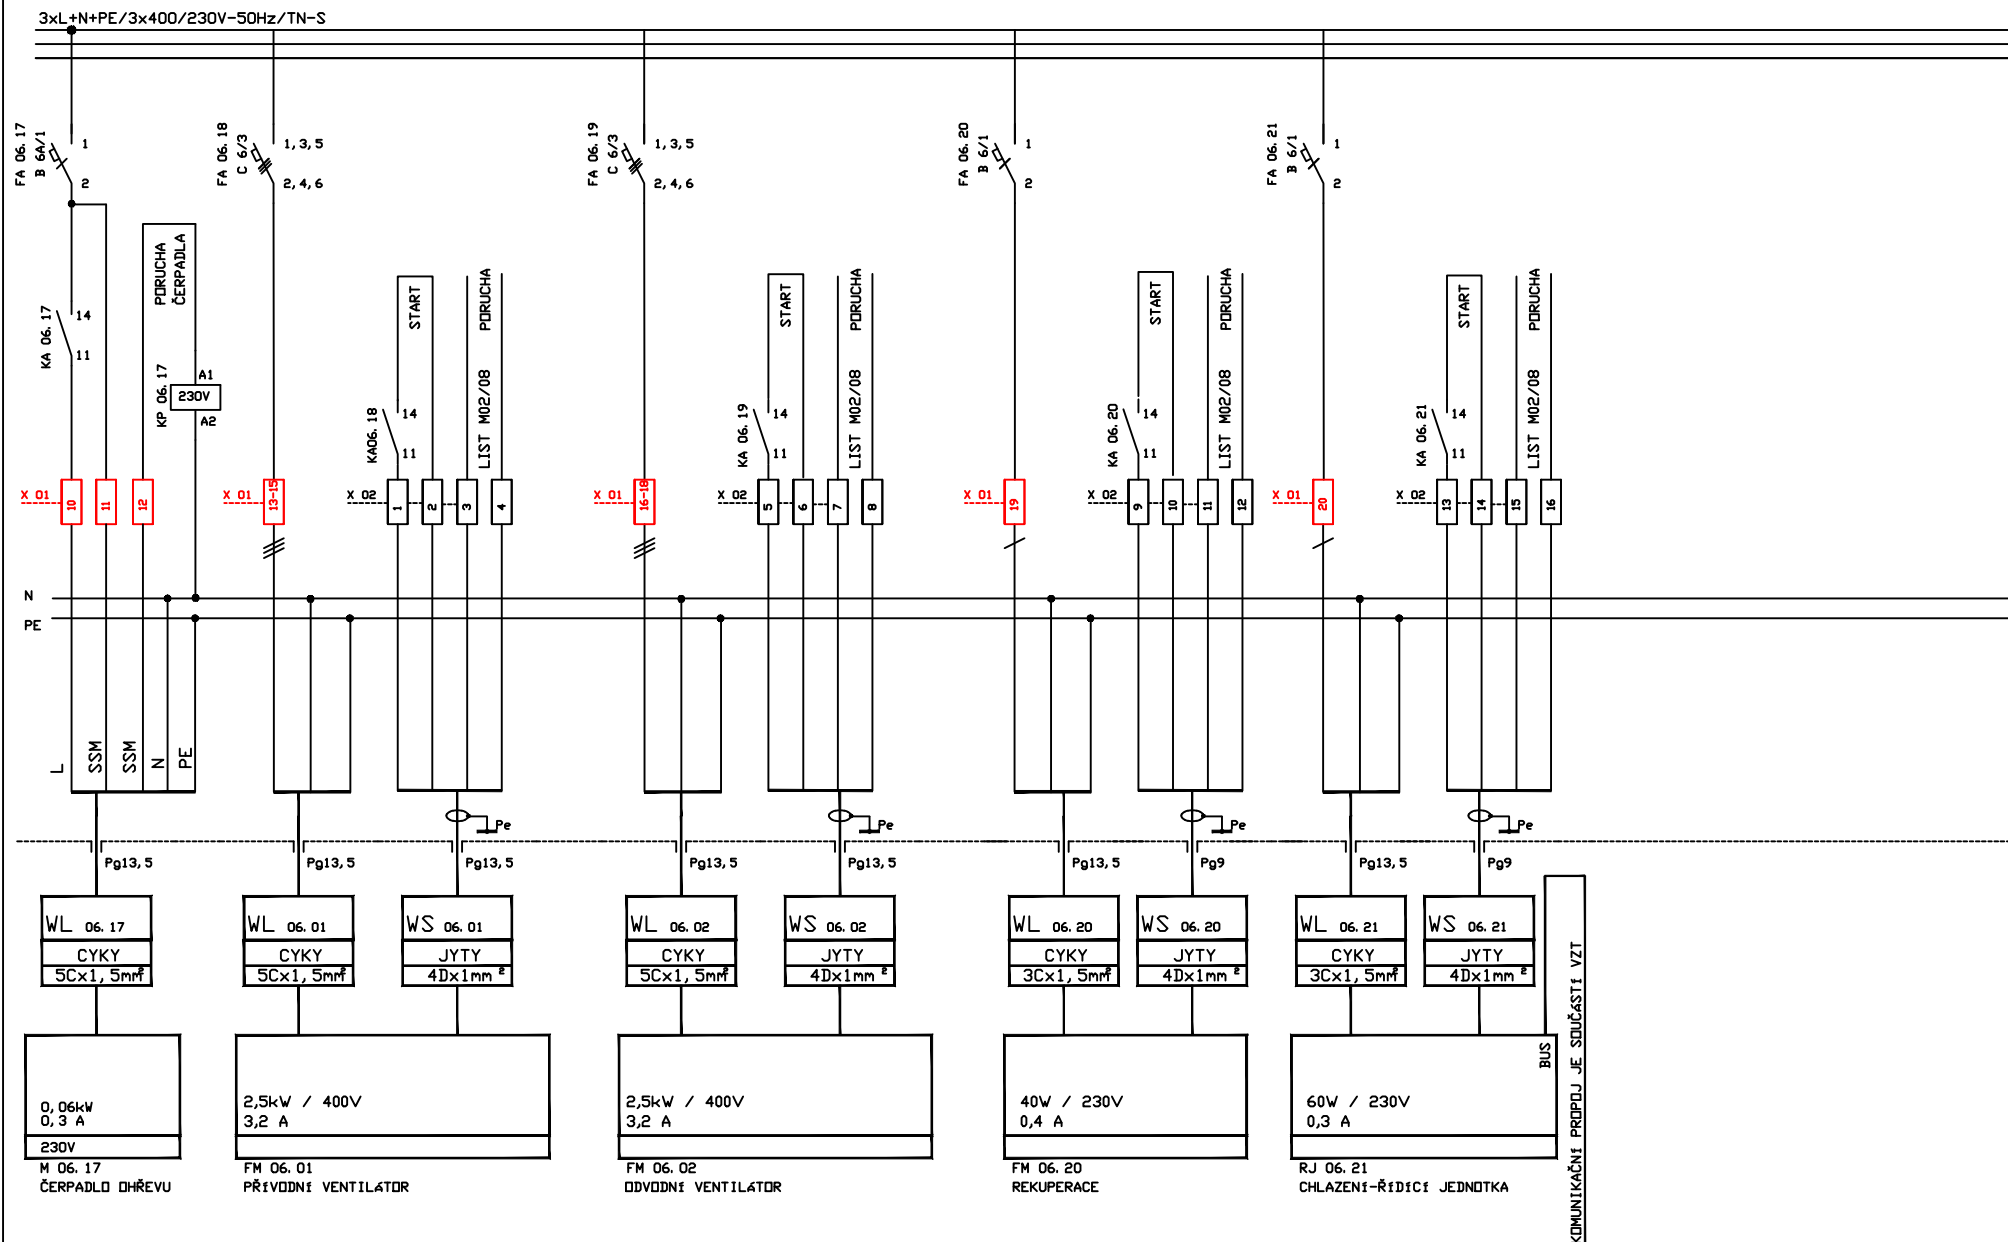 3xL+N+PE/3x400/230V-50Hz/TN-S
FA 06.17
B 6A/1
1
2
FA 06.18
C 6/3
1,3,5
2,4,6
FA 06.19
C 6/3
1,3,5
2,4,6
FA 06.20
B 6/1
1
2
FA 06.21
B 6/1
1
2
KA 06.17
14
11
PORUCHA
ČERPADLA
KP 06.17
A1
230V
A2
KA06.18
14
11
START
LIST M02/08
PORUCHA
KA 06.19
14
11
START
LIST M02/08
PORUCHA
KA 06.20
14
11
START
LIST M02/08
PORUCHA
KA 06.21
14
11
START
LIST M02/08
PORUCHA
X 01
10
11
12
X 01
13-15
X 02
1
2
3
4
X 01
16-18
X 02
5
6
7
8
X 01
19
X 02
9
10
11
12
X 01
20
X 02
13
14
15
16
N
PE
L
SSM
SSM
N
PE
Pe
Pe
Pe
Pe
Pg13,5
Pg13,5
Pg13,5
Pg13,5
Pg13,5
Pg13,5
Pg9
Pg13,5
Pg9
WL 06.17
CYKY
5Cx1,5mm²
WL 06.01
CYKY
5Cx1,5mm²
WS 06.01
JYTY
4Dx1mm²
WL 06.02
CYKY
5Cx1,5mm²
WS 06.02
JYTY
4Dx1mm²
WL 06.20
CYKY
3Cx1,5mm²
WS 06.20
JYTY
4Dx1mm²
WL 06.21
CYKY
3Cx1,5mm²
WS 06.21
JYTY
4Dx1mm²
0,06kW
0,3 A
230V
M 06.17
ČERPADLO OHŘEVU
2,5kW / 400V
3,2 A
FM 06.01
PŘÍVODNÍ VENTILÁTOR
2,5kW / 400V
3,2 A
FM 06.02
ODVODNÍ VENTILÁTOR
40W / 230V
0,4 A
FM 06.20
REKUPERACE
60W / 230V
0,3 A
BUS
RJ 06.21
CHLAZENÍ-ŘÍDÍCÍ JEDNOTKA
KOMUNIKAČNÍ PROPOJ JE SOUČÁSTÍ VZT